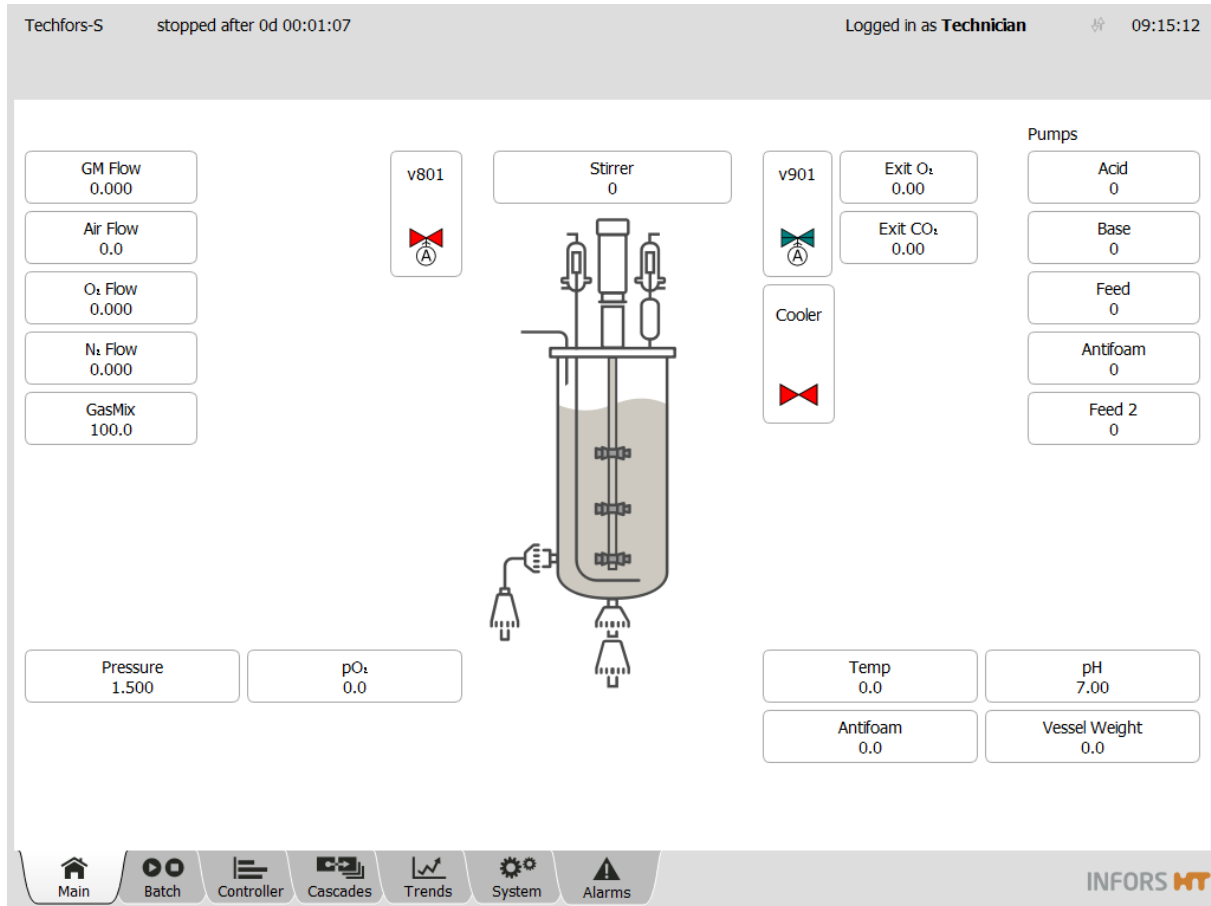 Techfors-S stopped after 0d 00:01:07 Logged in as Technician 09:15:12
Pumps
GM Flow
0.000
Air Flow
0.0
O₂ Flow
0.000
N₂ Flow
0.000
GasMix
100.0
v801
A
Stirrer
0
v901
A
Exit O₂
0.00
Exit CO₂
0.00
Cooler
Acid
0
Base
0
Feed
0
Antifoam
0
Feed 2
0
Pressure
1.500
pO₂
0.0
Temp
0.0
pH
7.00
Antifoam
0.0
Vessel Weight
0.0
Main Batch Controller Cascades Trends System Alarms
INFORS HT